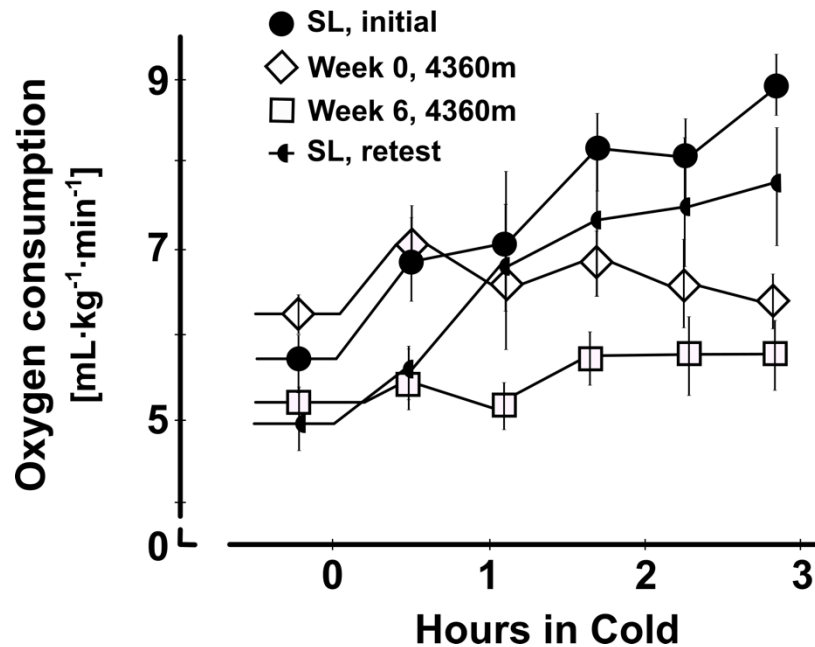 SL, initial
Week 0, 4360m
Week 6, 4360m
SL, retest
Oxygen consumption
[mL·kg⁻¹·min⁻¹]
9
7
5
0
0 1 2 3
Hours in Cold